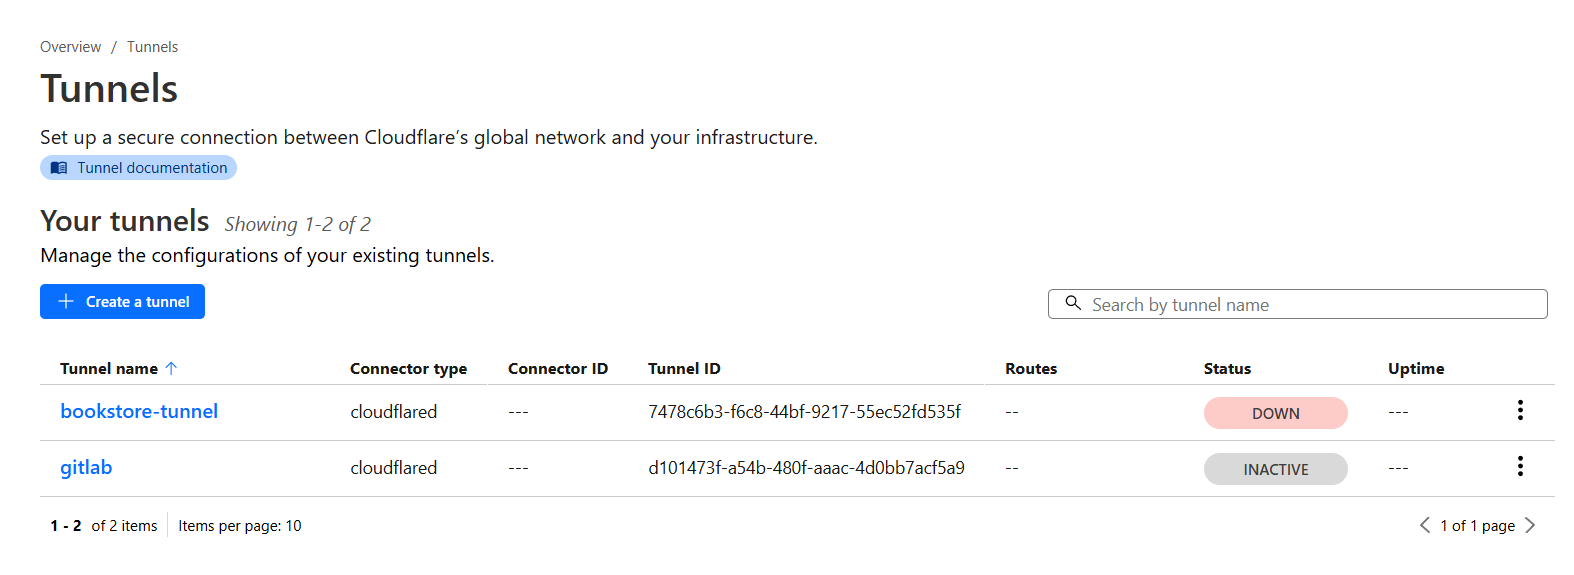 Overview / Tunnels
Tunnels
Set up a secure connection between Cloudflare’s global network and your infrastructure.
Tunnel documentation
Your tunnels Showing 1-2 of 2
Manage the configurations of your existing tunnels.
Create a tunnel
Search by tunnel name
Tunnel name Connector type Connector ID Tunnel ID Routes Status Uptime
bookstore-tunnel cloudflared --- 7478c6b3-f6c8-44bf-9217-55ec52fd535f -- DOWN ---
gitlab cloudflared --- d101473f-a54b-480f-aaac-4d0bb7acf5a9 -- INACTIVE ---
1 - 2 of 2 items Items per page: 10 1 of 1 page